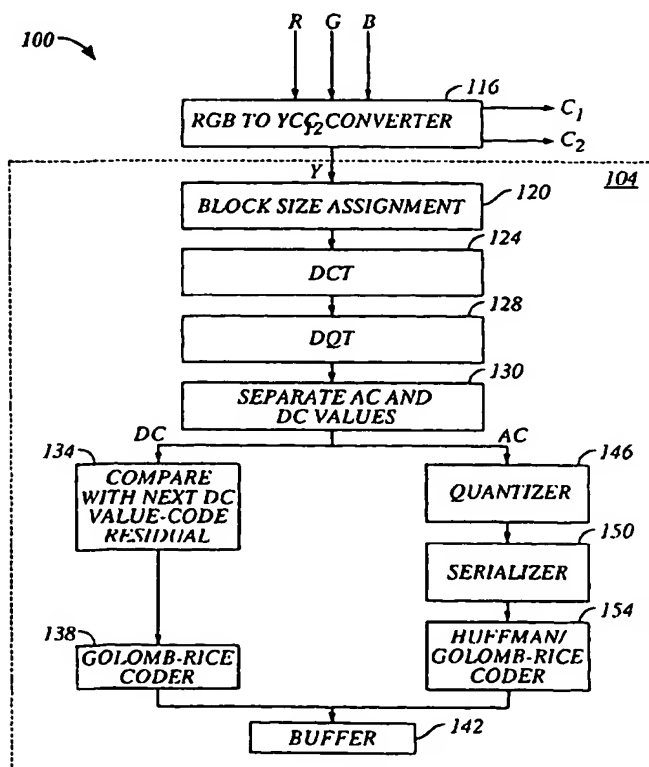 R G B
100
116
RGB TO YC1C2 CONVERTER
C1
C2
Y
104
120
BLOCK SIZE ASSIGNMENT
124
DCT
128
DQT
130
SEPARATE AC AND
DC VALUES
DC
AC
134
COMPARE
WITH NEXT DC
VALUE-CODE
RESIDUAL
146
QUANTIZER
150
SERIALIZER
138
GOLOMB-RICE
CODER
154
HUFFMAN/
GOLOMB-RICE
CODER
BUFFER
142